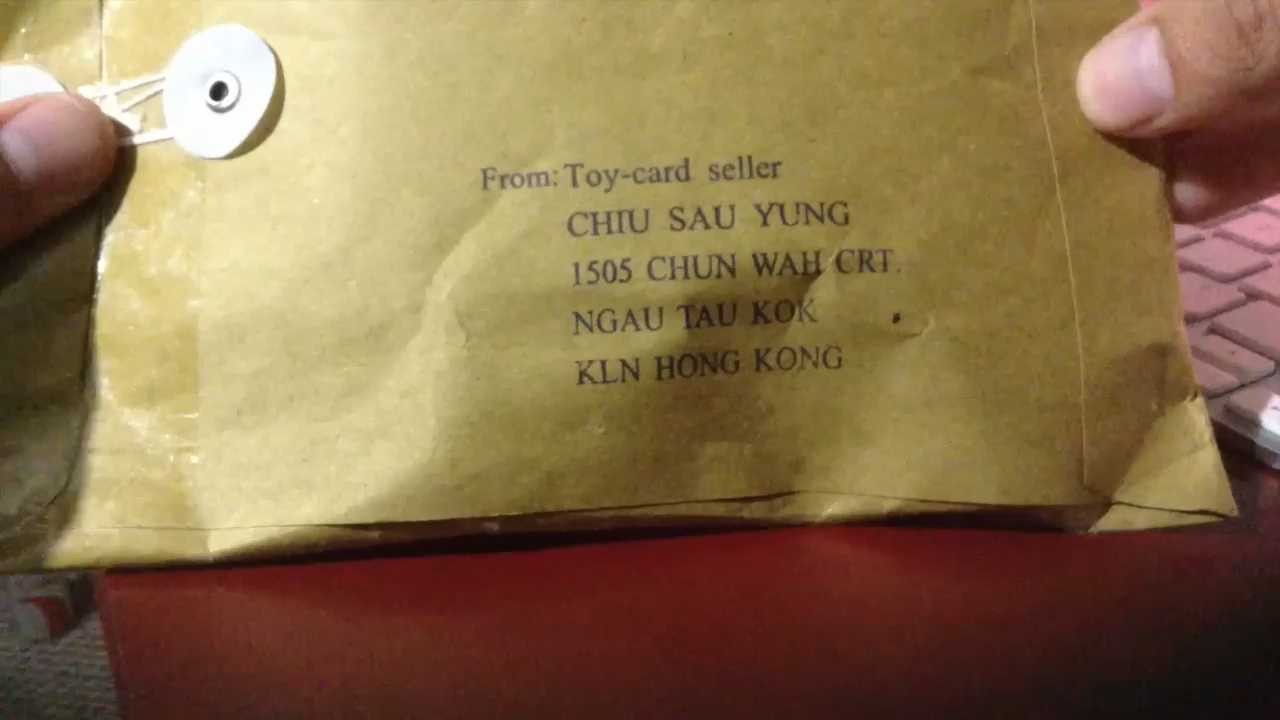 From: Toy-card seller
CHIU SAU YUNG
1505 CHUN WAH CRT.
NGAU TAU KOK
KLN HONG KONG